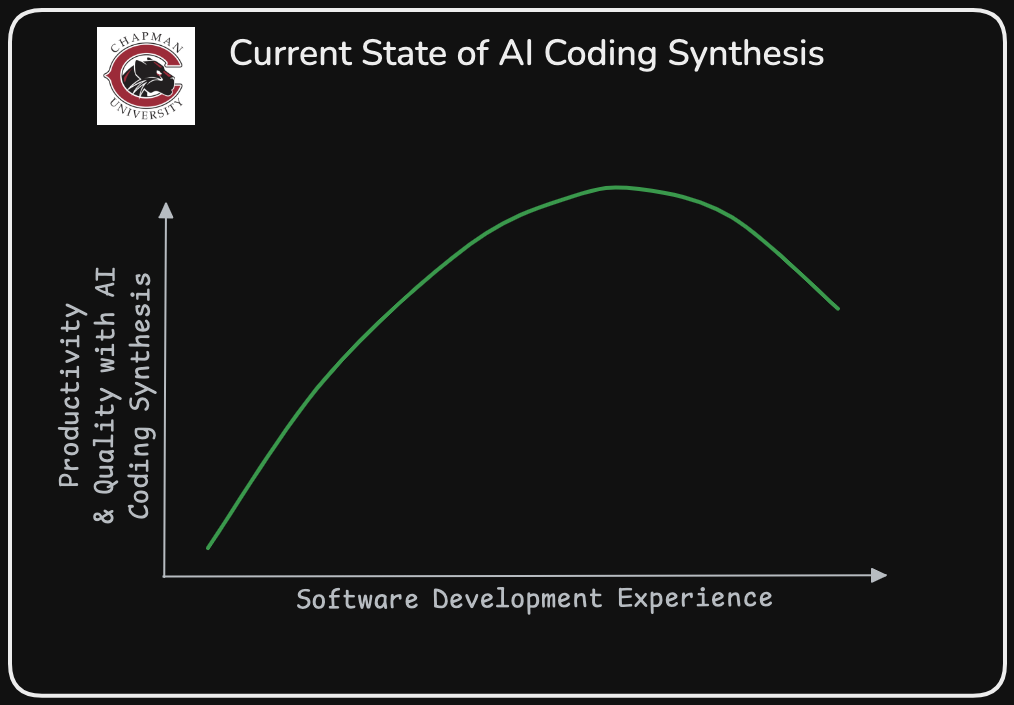 CHAPMAN
UNIVERSITY
Current State of AI Coding Synthesis
Productivity
& Quality with AI
Coding Synthesis
Software Development Experience